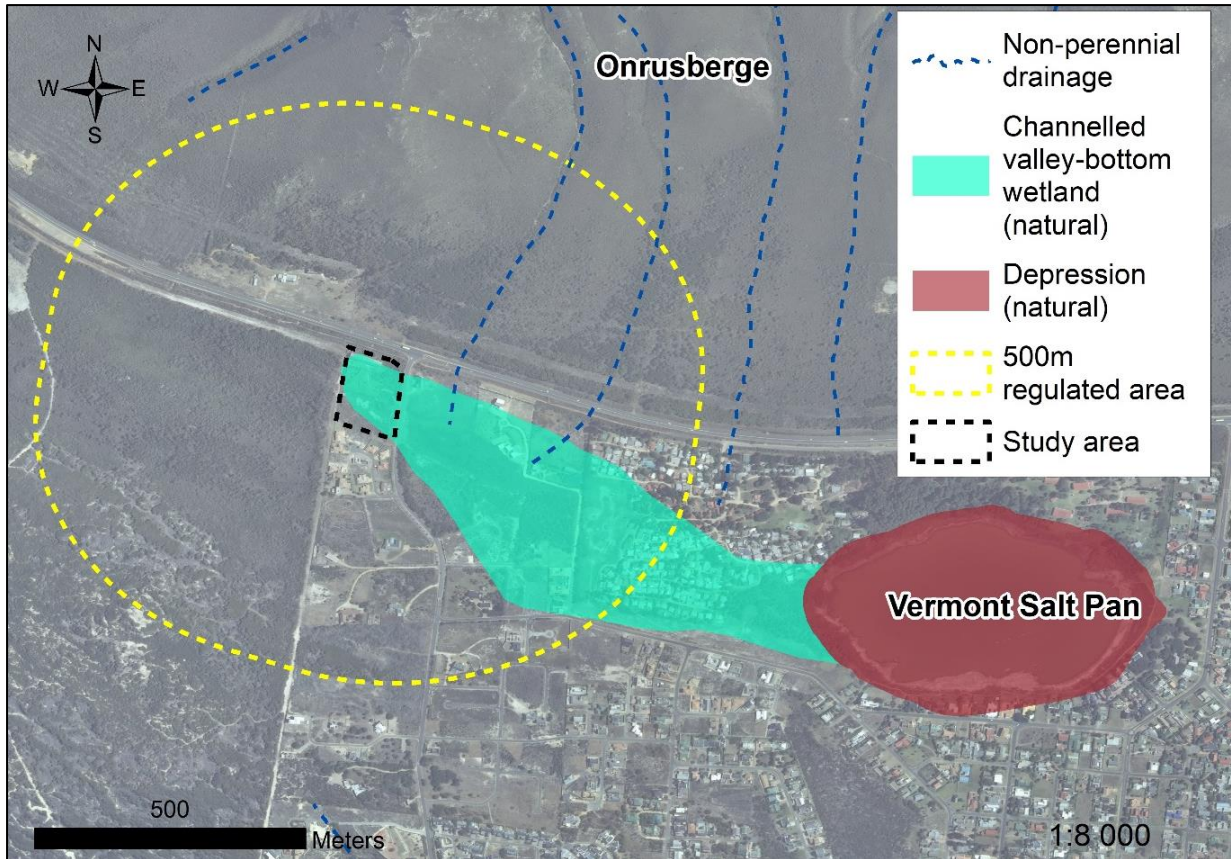 N
W E
S
Onrusberge
Non-perennial
drainage
Channelled
valley-bottom
wetland
(natural)
Depression
(natural)
500m
regulated area
Study area
Vermont Salt Pan
500
Meters
1:8 000